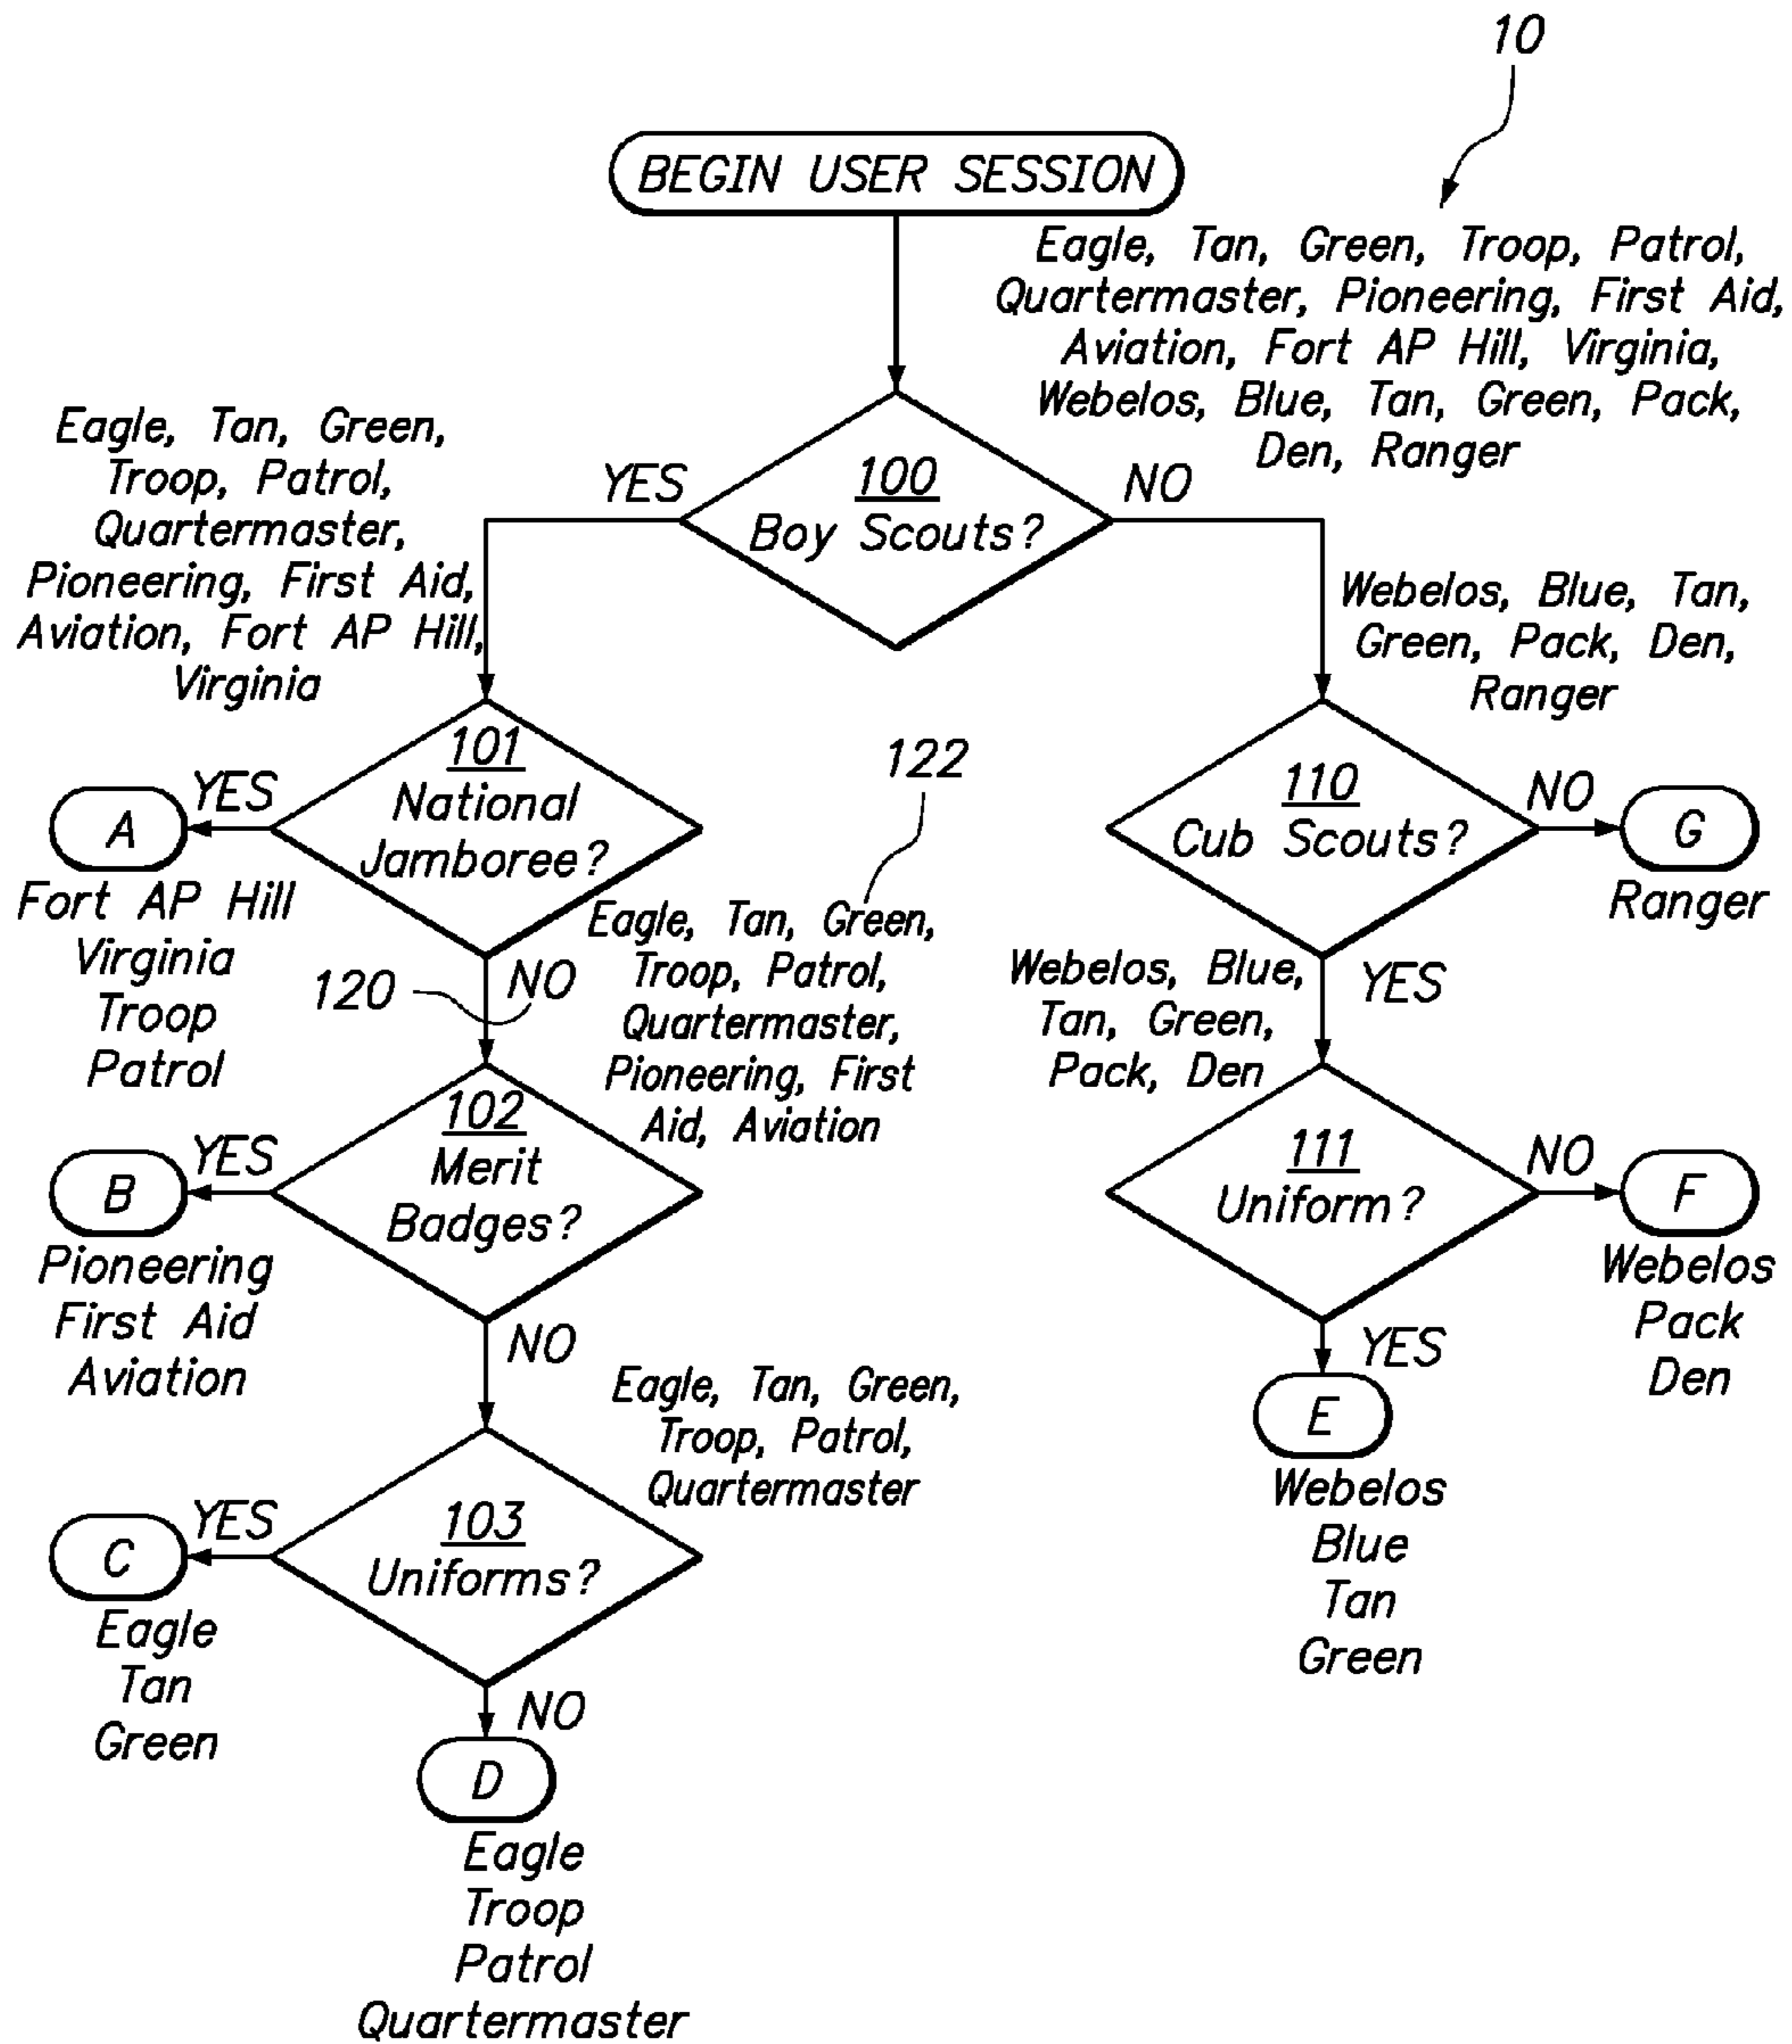 10
BEGIN USER SESSION
Eagle, Tan, Green, Troop, Patrol,
Quartermaster, Pioneering, First Aid,
Aviation, Fort AP Hill, Virginia,
Webelos, Blue, Tan, Green, Pack,
Den, Ranger
Eagle, Tan, Green,
Troop, Patrol,
Quartermaster,
Pioneering, First Aid,
Aviation, Fort AP Hill,
Virginia
YES
100
Boy Scouts?
NO
Webelos, Blue, Tan,
Green, Pack, Den,
Ranger
101
National
Jamboree?
YES
A
Fort AP Hill
Virginia
Troop
Patrol
122
120
NO
Eagle, Tan, Green,
Troop, Patrol,
Quartermaster,
Pioneering, First
Aid, Aviation
110
Cub Scouts?
NO
G
Ranger
Webelos, Blue,
Tan, Green,
Pack, Den
YES
102
Merit
Badges?
YES
B
Pioneering
First Aid
Aviation
NO
111
Uniform?
NO
F
Webelos
Pack
Den
YES
E
Webelos
Blue
Tan
Green
Eagle, Tan, Green,
Troop, Patrol,
Quartermaster
103
Uniforms?
YES
C
Eagle
Tan
Green
NO
D
Eagle
Troop
Patrol
Quartermaster